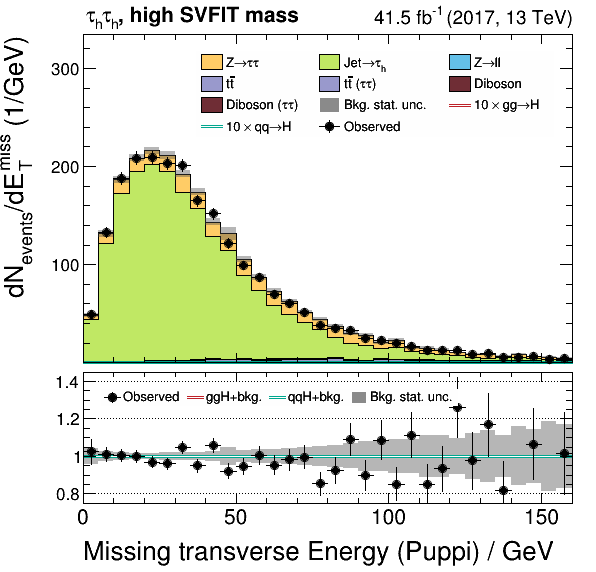 τhτh, high SVFIT mass 41.5 fb⁻¹ (2017, 13 TeV)
dNevents/dET^miss (1/GeV)
300
200
100
Z→ττ Jet→τh Z→ll
tt̄ tt̄ (ττ) Diboson
Diboson (ττ) Bkg. stat. unc. 10 × gg→H
10 × qq→H Observed
1.4
1.2
1
0.8
Observed ggH+bkg. qqH+bkg. Bkg. stat. unc.
0 50 100 150
Missing transverse Energy (Puppi) / GeV